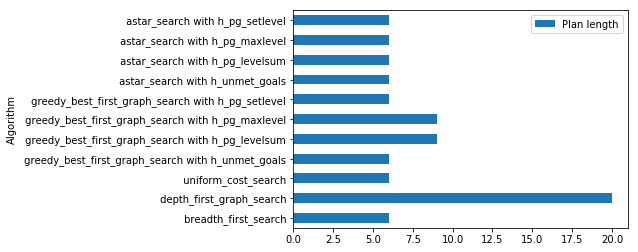 astar_search with h_pg_setlevel
astar_search with h_pg_maxlevel
astar_search with h_pg_levelsum
astar_search with h_unmet_goals
greedy_best_first_graph_search with h_pg_setlevel
greedy_best_first_graph_search with h_pg_maxlevel
greedy_best_first_graph_search with h_pg_levelsum
greedy_best_first_graph_search with h_unmet_goals
uniform_cost_search
depth_first_graph_search
breadth_first_search
Algorithm
Plan length
0.0 2.5 5.0 7.5 10.0 12.5 15.0 17.5 20.0